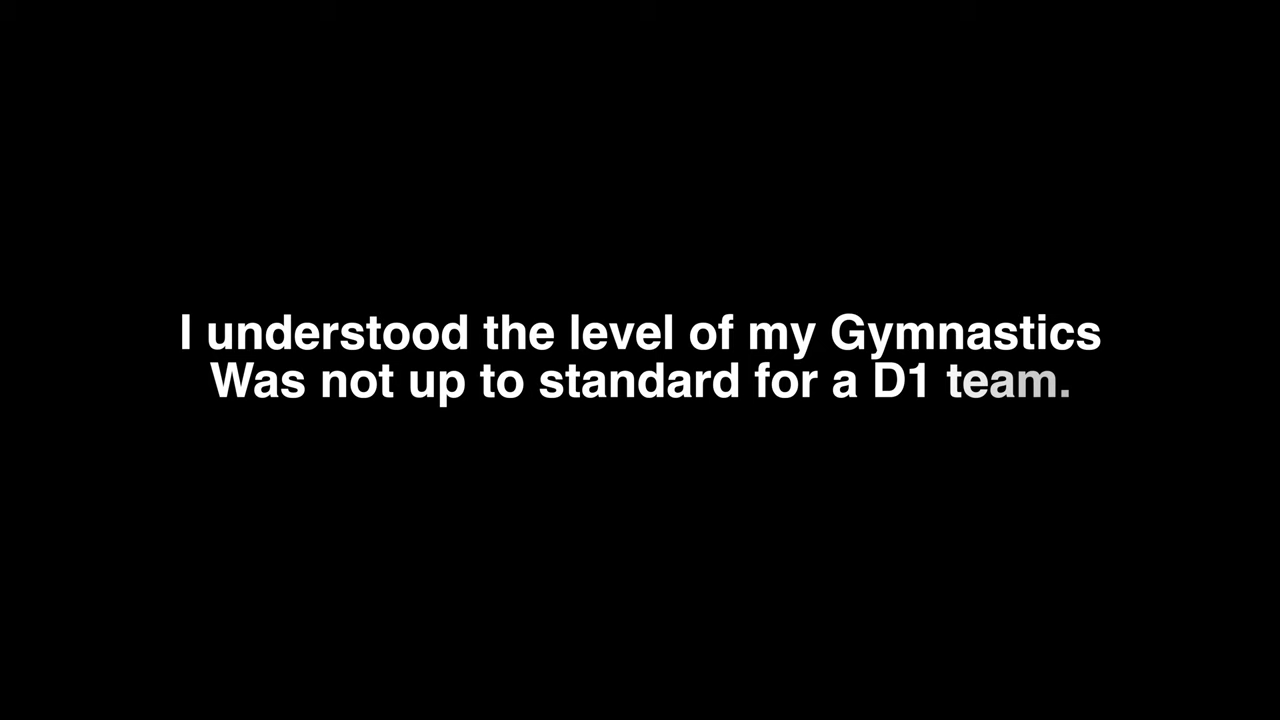 I understood the level of my Gymnastics
Was not up to standard for a D1 team.